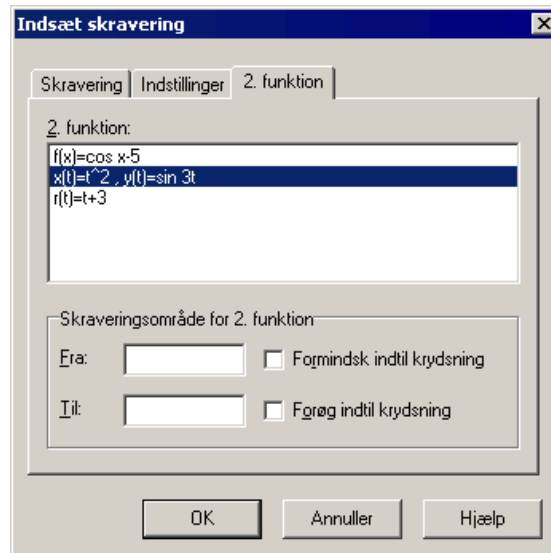 Indsæt skravering
Skravering Indstillinger 2. funktion
2. funktion:
f(x)=cos x-5
x(t)=t^2 , y(t)=sin 3t
r(t)=t+3
Skraveringsområde for 2. funktion
Fra: Formindsk indtil krydsning
Til: Forøg indtil krydsning
OK Annuller Hjælp